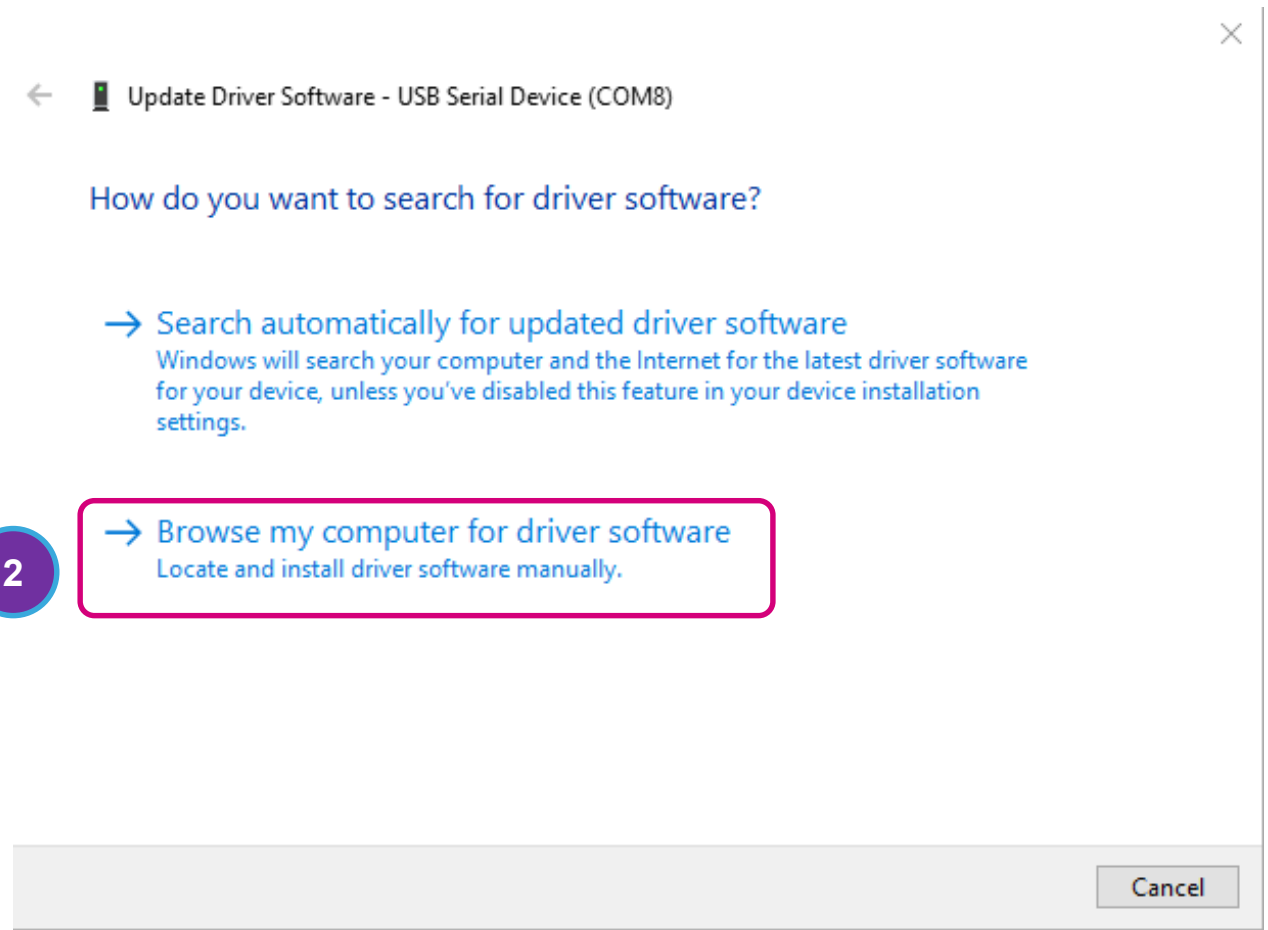 Update Driver Software - USB Serial Device (COM8)
How do you want to search for driver software?
Search automatically for updated driver software
Windows will search your computer and the Internet for the latest driver software
for your device, unless you've disabled this feature in your device installation
settings.
Browse my computer for driver software
Locate and install driver software manually.
2
Cancel